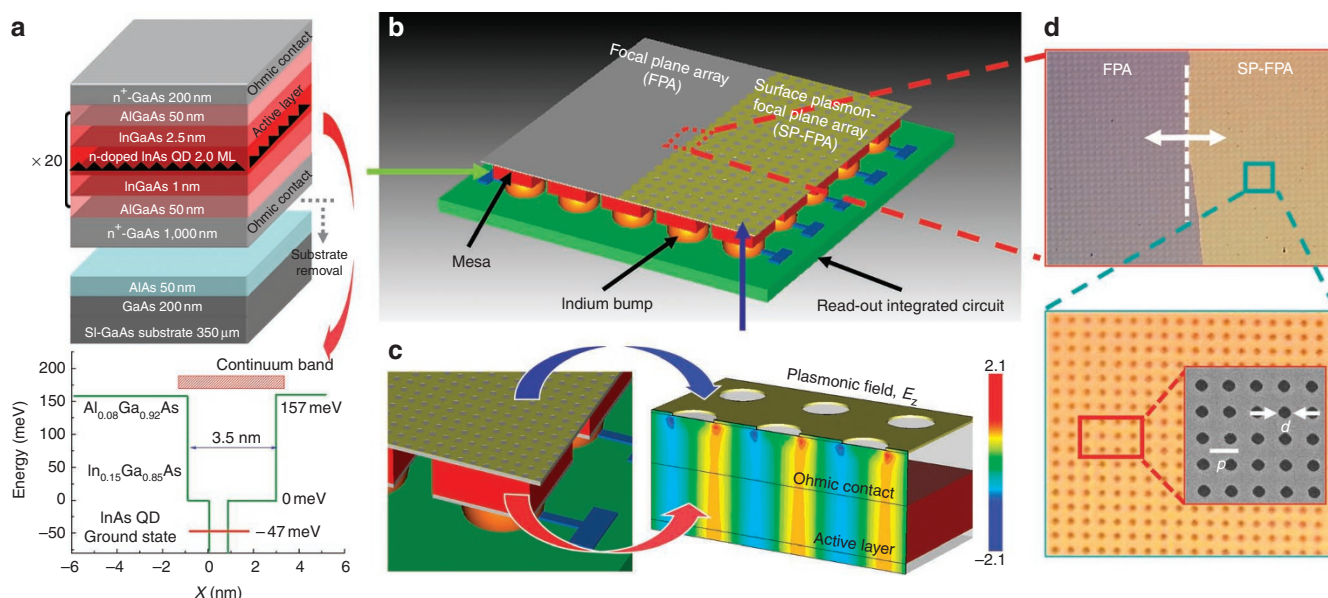 a
Ohmic contact
n⁺-GaAs 200 nm
AlGaAs 50 nm
InGaAs 2.5 nm
Active layer
n-doped InAs QD 2.0 ML
× 20
InGaAs 1 nm
AlGaAs 50 nm
Ohmic contact
n⁺-GaAs 1,000 nm
Substrate
removal
AlAs 50 nm
GaAs 200 nm
SI-GaAs substrate 350 μm
Continuum band
Al₀.₀₈Ga₀.₉₂As
157 meV
3.5 nm
In₀.₁₅Ga₀.₈₅As
0 meV
InAs QD
Ground state
−47 meV
Energy (meV)
200
150
100
50
0
−50
−6
−4
−2
0
2
4
6
X (nm)
b
Focal plane array
(FPA)
Surface plasmon-
focal plane array
(SP-FPA)
Mesa
Indium bump
Read-out integrated circuit
c
Plasmonic field, E_z
Ohmic contact
Active layer
2.1
−2.1
d
FPA
SP-FPA
d
p